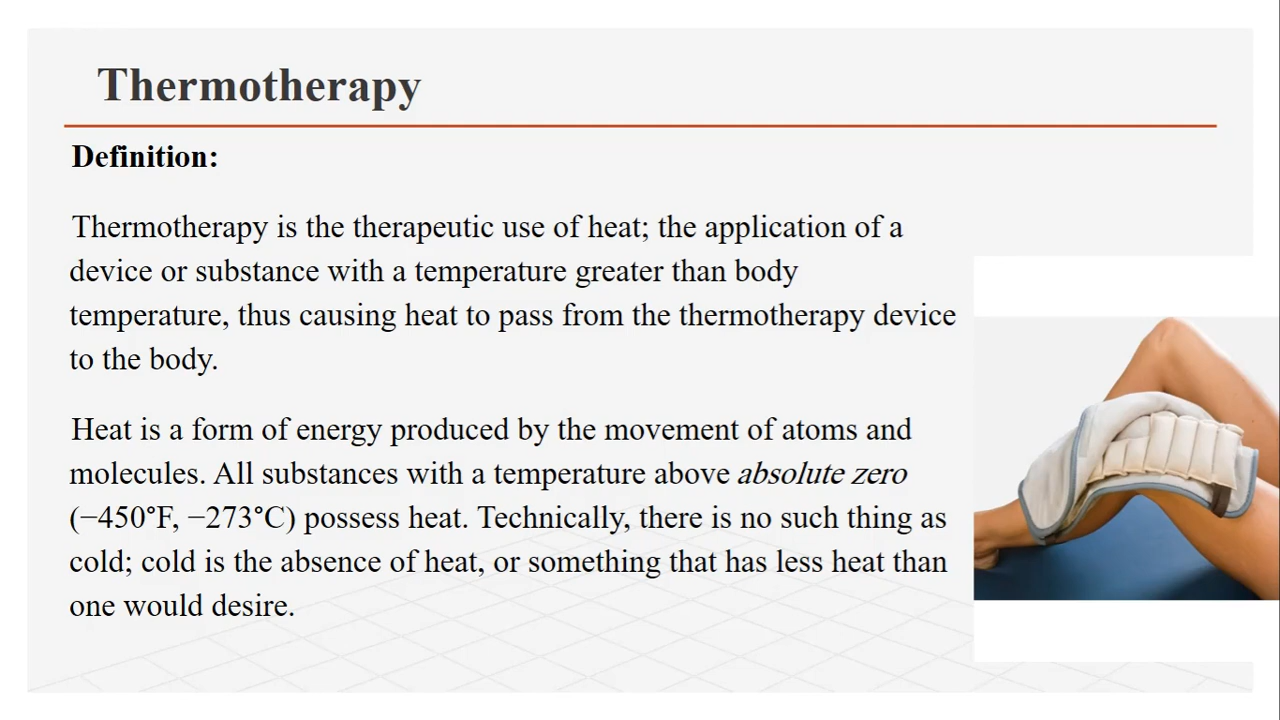 Thermotherapy
Definition:
Thermotherapy is the therapeutic use of heat; the application of a
device or substance with a temperature greater than body
temperature, thus causing heat to pass from the thermotherapy device
to the body.
Heat is a form of energy produced by the movement of atoms and
molecules. All substances with a temperature above absolute zero
(−450°F, −273°C) possess heat. Technically, there is no such thing as
cold; cold is the absence of heat, or something that has less heat than
one would desire.